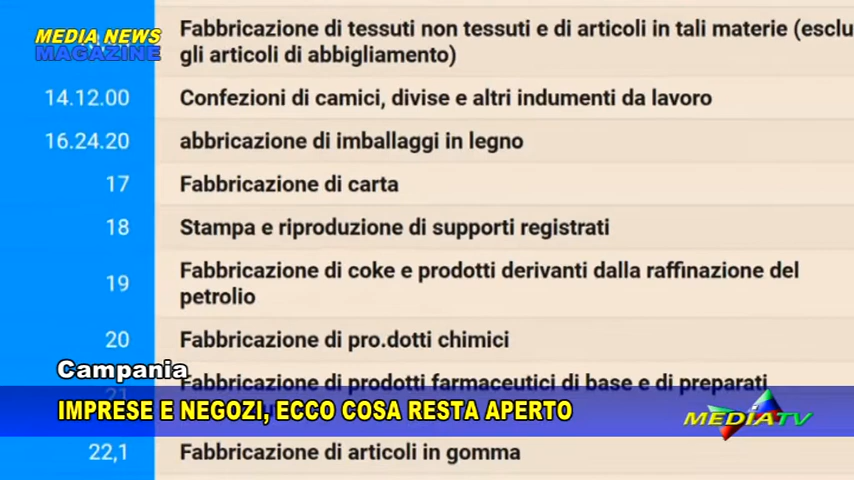 MEDIA NEWS
MAGAZINE
Fabbricazione di tessuti non tessuti e di articoli in tali materie (esclu
gli articoli di abbigliamento)
14.12.00 Confezioni di camici, divise e altri indumenti da lavoro
16.24.20 abbricazione di imballaggi in legno
17 Fabbricazione di carta
18 Stampa e riproduzione di supporti registrati
19 Fabbricazione di coke e prodotti derivanti dalla raffinazione del
petrolio
20 Fabbricazione di pro.dotti chimici
Campania
21 Fabbricazione di prodotti farmaceutici di base e di preparati
IMPRESE E NEGOZI, ECCO COSA RESTA APERTO
MEDIATV
22,1 Fabbricazione di articoli in gomma